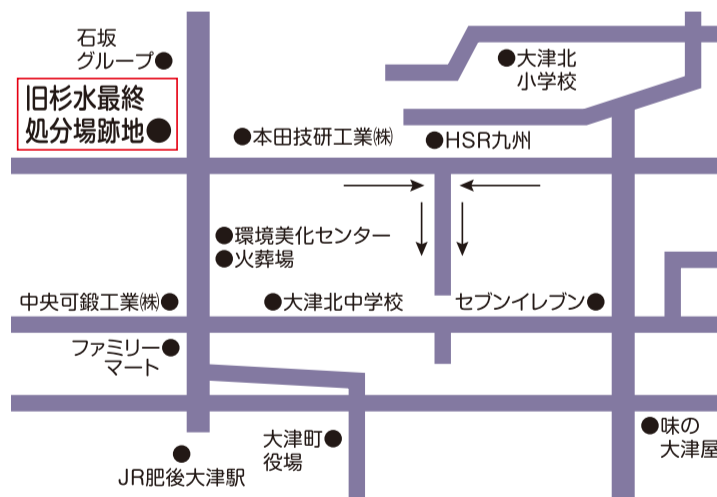 石坂
グループ
大津北
小学校
旧杉水最終
処分場跡地
本田技研工業㈱
HSR九州
環境美化センター
火葬場
中央可鍛工業㈱
大津北中学校
セブンイレブン
ファミリー
マート
大津町
役場
味の
大津屋
JR肥後大津駅